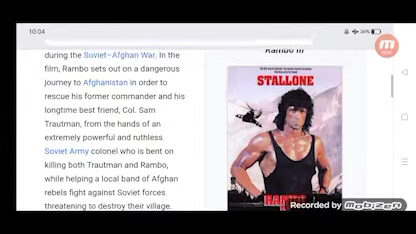 10:04
26%
during the Soviet–Afghan War. In the
film, Rambo sets out on a dangerous
journey to Afghanistan in order to
rescue his former commander and his
longtime best friend, Col. Sam
Trautman, from the hands of an
extremely powerful and ruthless
Soviet Army colonel who is bent on
killing both Trautman and Rambo,
while helping a local band of Afghan
rebels fight against Soviet forces
threatening to destroy their village.
Rambo III
STALLONE
RAMBO
Recorded by mobizen